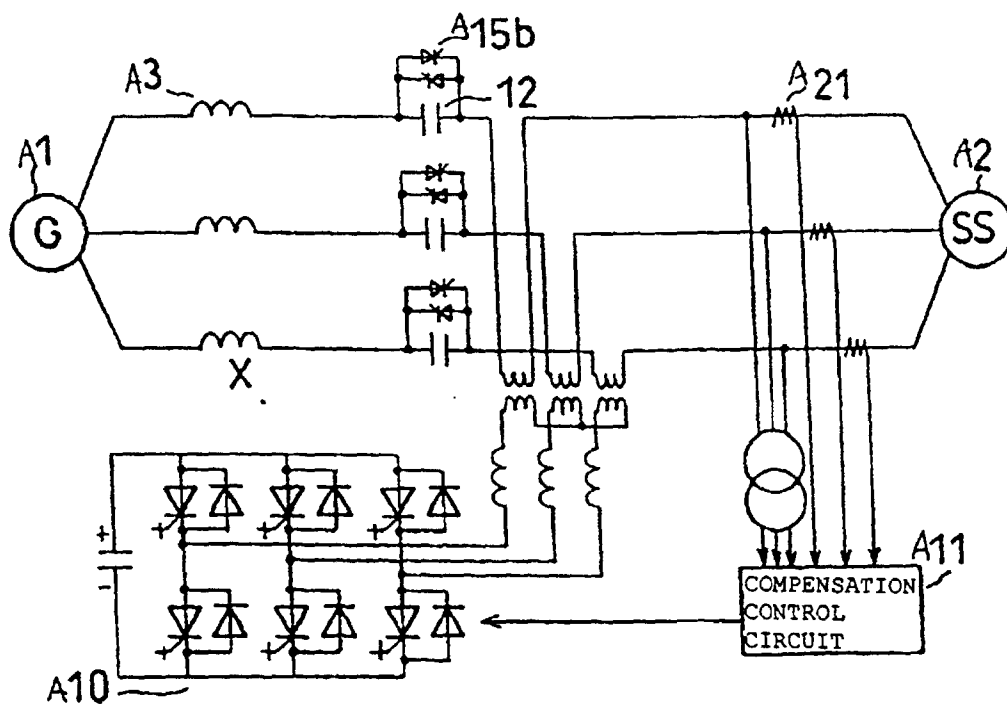 A15b
A3
12
A21
A1
A2
G
SS
X
A11
+
-
+
+
+
COMPENSATION
CONTROL
CIRCUIT
+
+
+
A10